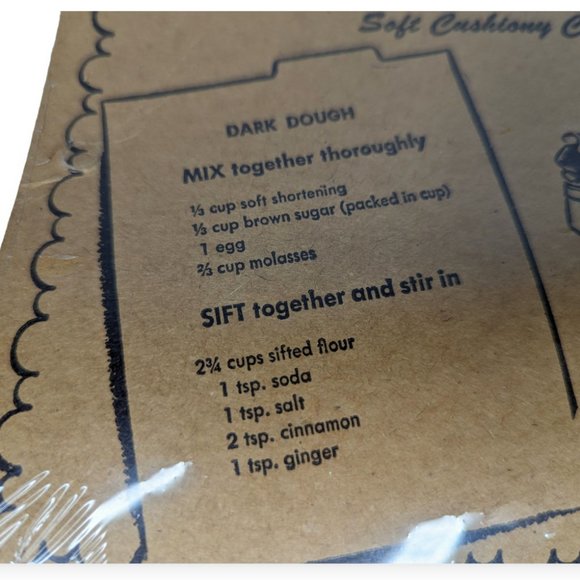 Soft Cushiony
DARK DOUGH
MIX together thoroughly
⅓ cup soft shortening
⅓ cup brown sugar (packed in cup)
1 egg
⅔ cup molasses
SIFT together and stir in
2¾ cups sifted flour
1 tsp. soda
1 tsp. salt
2 tsp. cinnamon
1 tsp. ginger